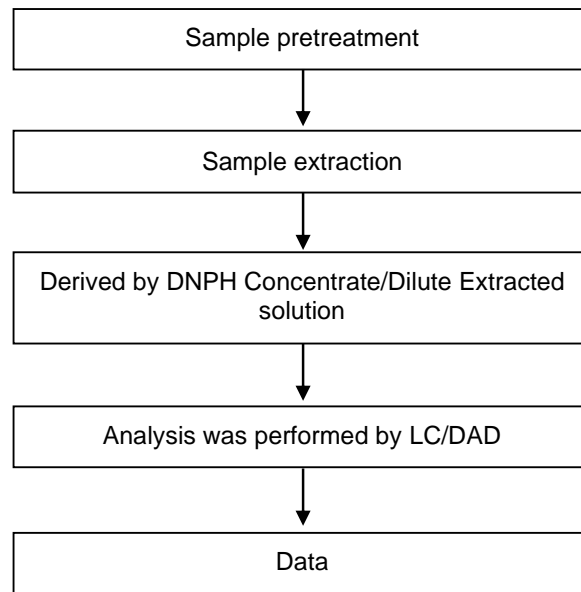 Sample pretreatment
Sample extraction
Derived by DNPH Concentrate/Dilute Extracted
solution
Analysis was performed by LC/DAD
Data